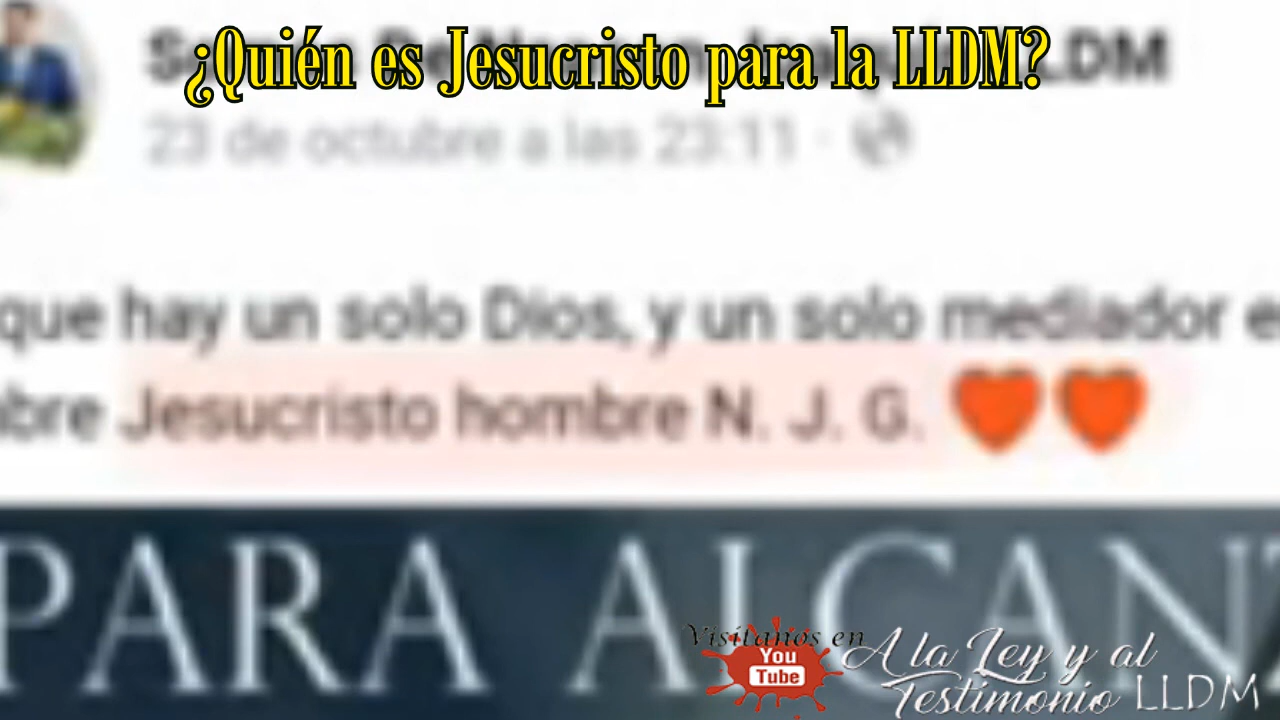 ¿Quién es Jesucristo para la LLDM?
LLDM
23 de octubre a las 23:11 ·
que hay un solo Dios, y un solo mediador e
bre Jesucristo hombre N. J. G. ❤❤
PARA ALCAN
Visítanos en
You
Tube
A la Ley y al
Testimonio LLDM